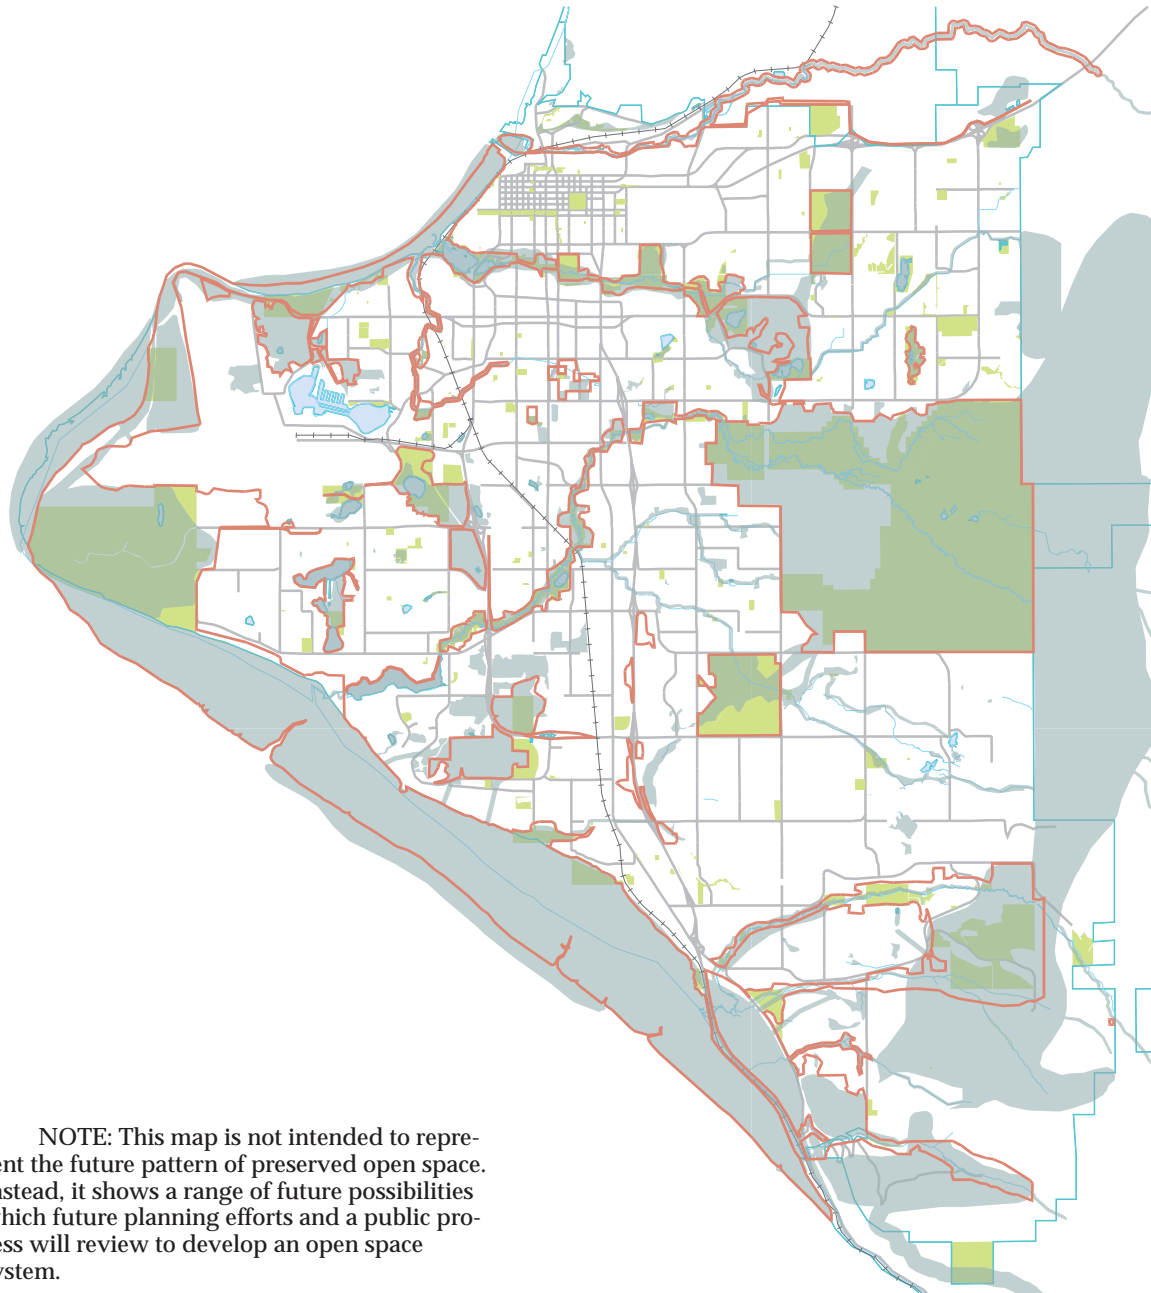 NOTE: This map is not intended to repre-
ent the future pattern of preserved open space.
nstead, it shows a range of future possibilities
which future planning efforts and a public pro-
ess will review to develop an open space
ystem.